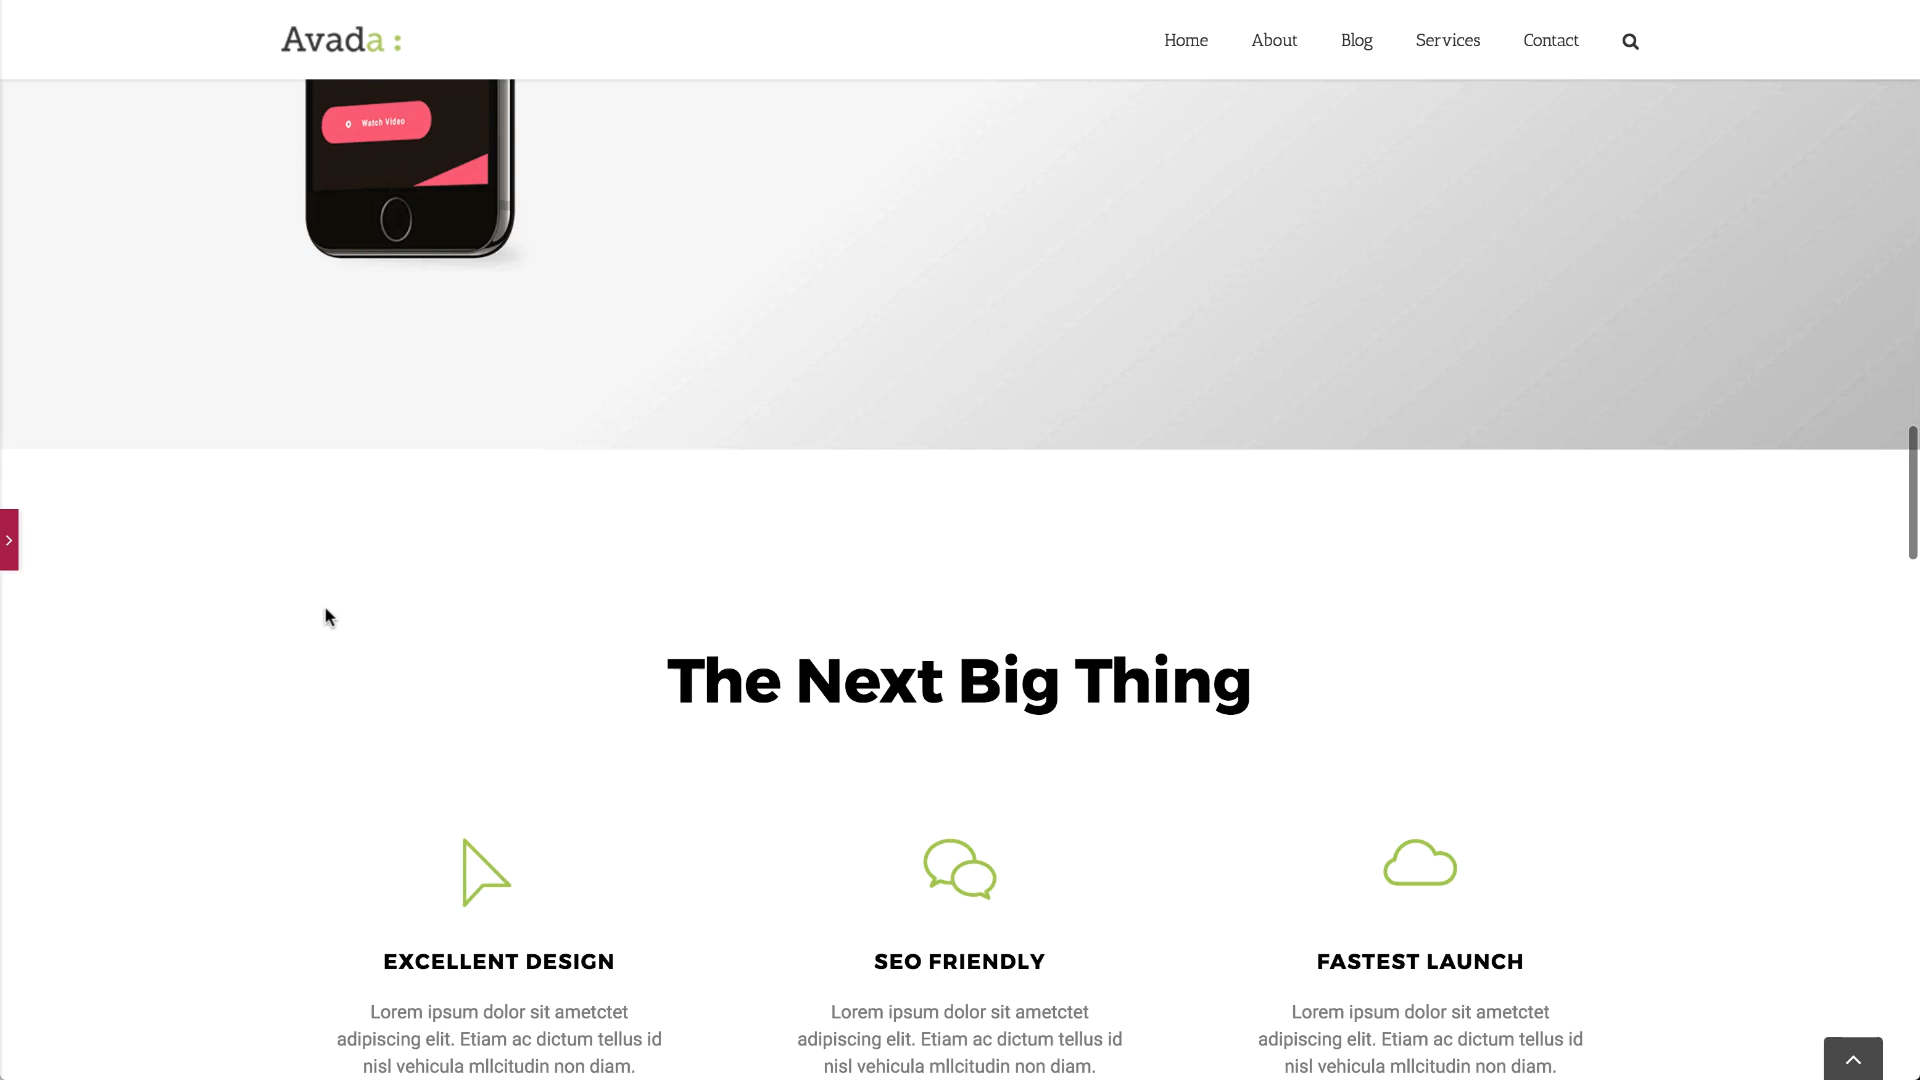 Avada :
Home About Blog Services Contact
Watch Video
The Next Big Thing
EXCELLENT DESIGN
Lorem ipsum dolor sit ametctet
adipiscing elit. Etiam ac dictum tellus id
nisl vehicula mllcitudin non diam.
SEO FRIENDLY
Lorem ipsum dolor sit ametctet
adipiscing elit. Etiam ac dictum tellus id
nisl vehicula mllcitudin non diam.
FASTEST LAUNCH
Lorem ipsum dolor sit ametctet
adipiscing elit. Etiam ac dictum tellus id
nisl vehicula mllcitudin non diam.